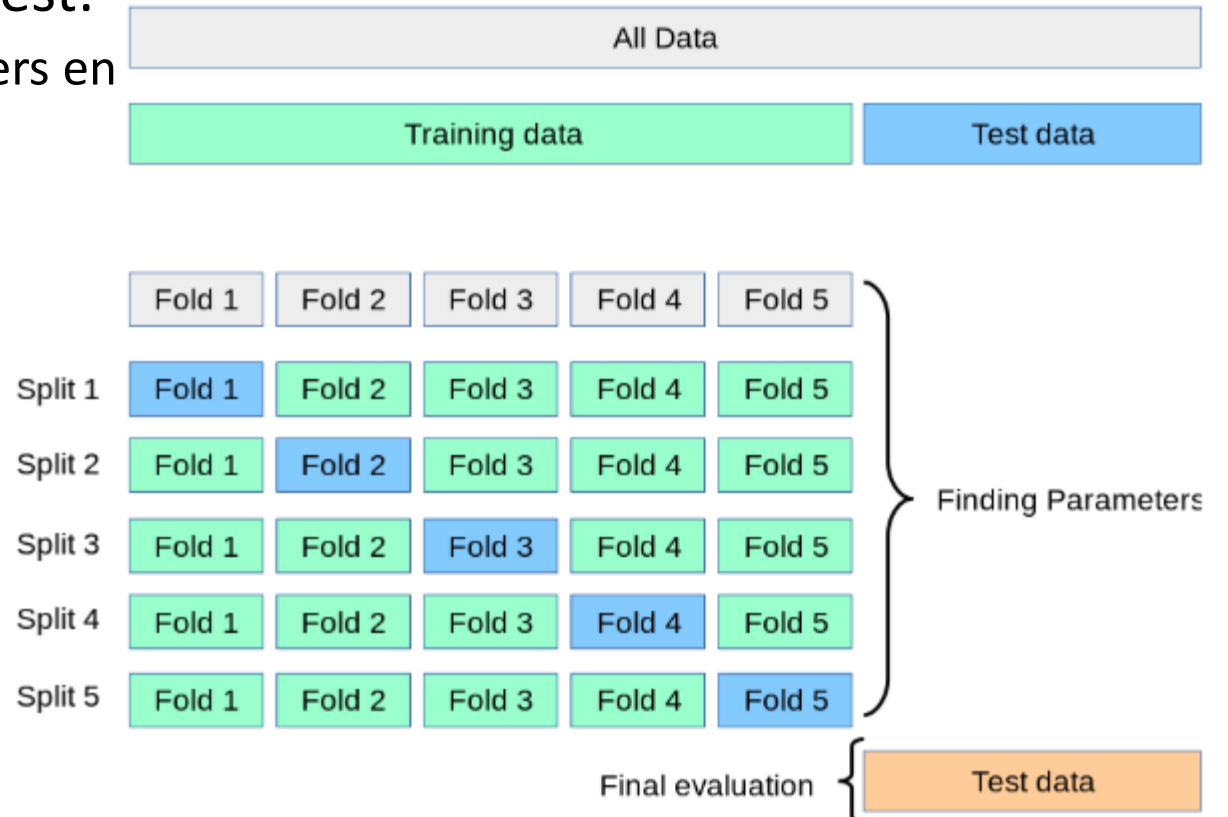 est.
All Data
ers en
Training data Test data
Fold 1 Fold 2 Fold 3 Fold 4 Fold 5
Split 1 Fold 1 Fold 2 Fold 3 Fold 4 Fold 5
Split 2 Fold 1 Fold 2 Fold 3 Fold 4 Fold 5
Finding Parameters
Split 3 Fold 1 Fold 2 Fold 3 Fold 4 Fold 5
Split 4 Fold 1 Fold 2 Fold 3 Fold 4 Fold 5
Split 5 Fold 1 Fold 2 Fold 3 Fold 4 Fold 5
Final evaluation Test data